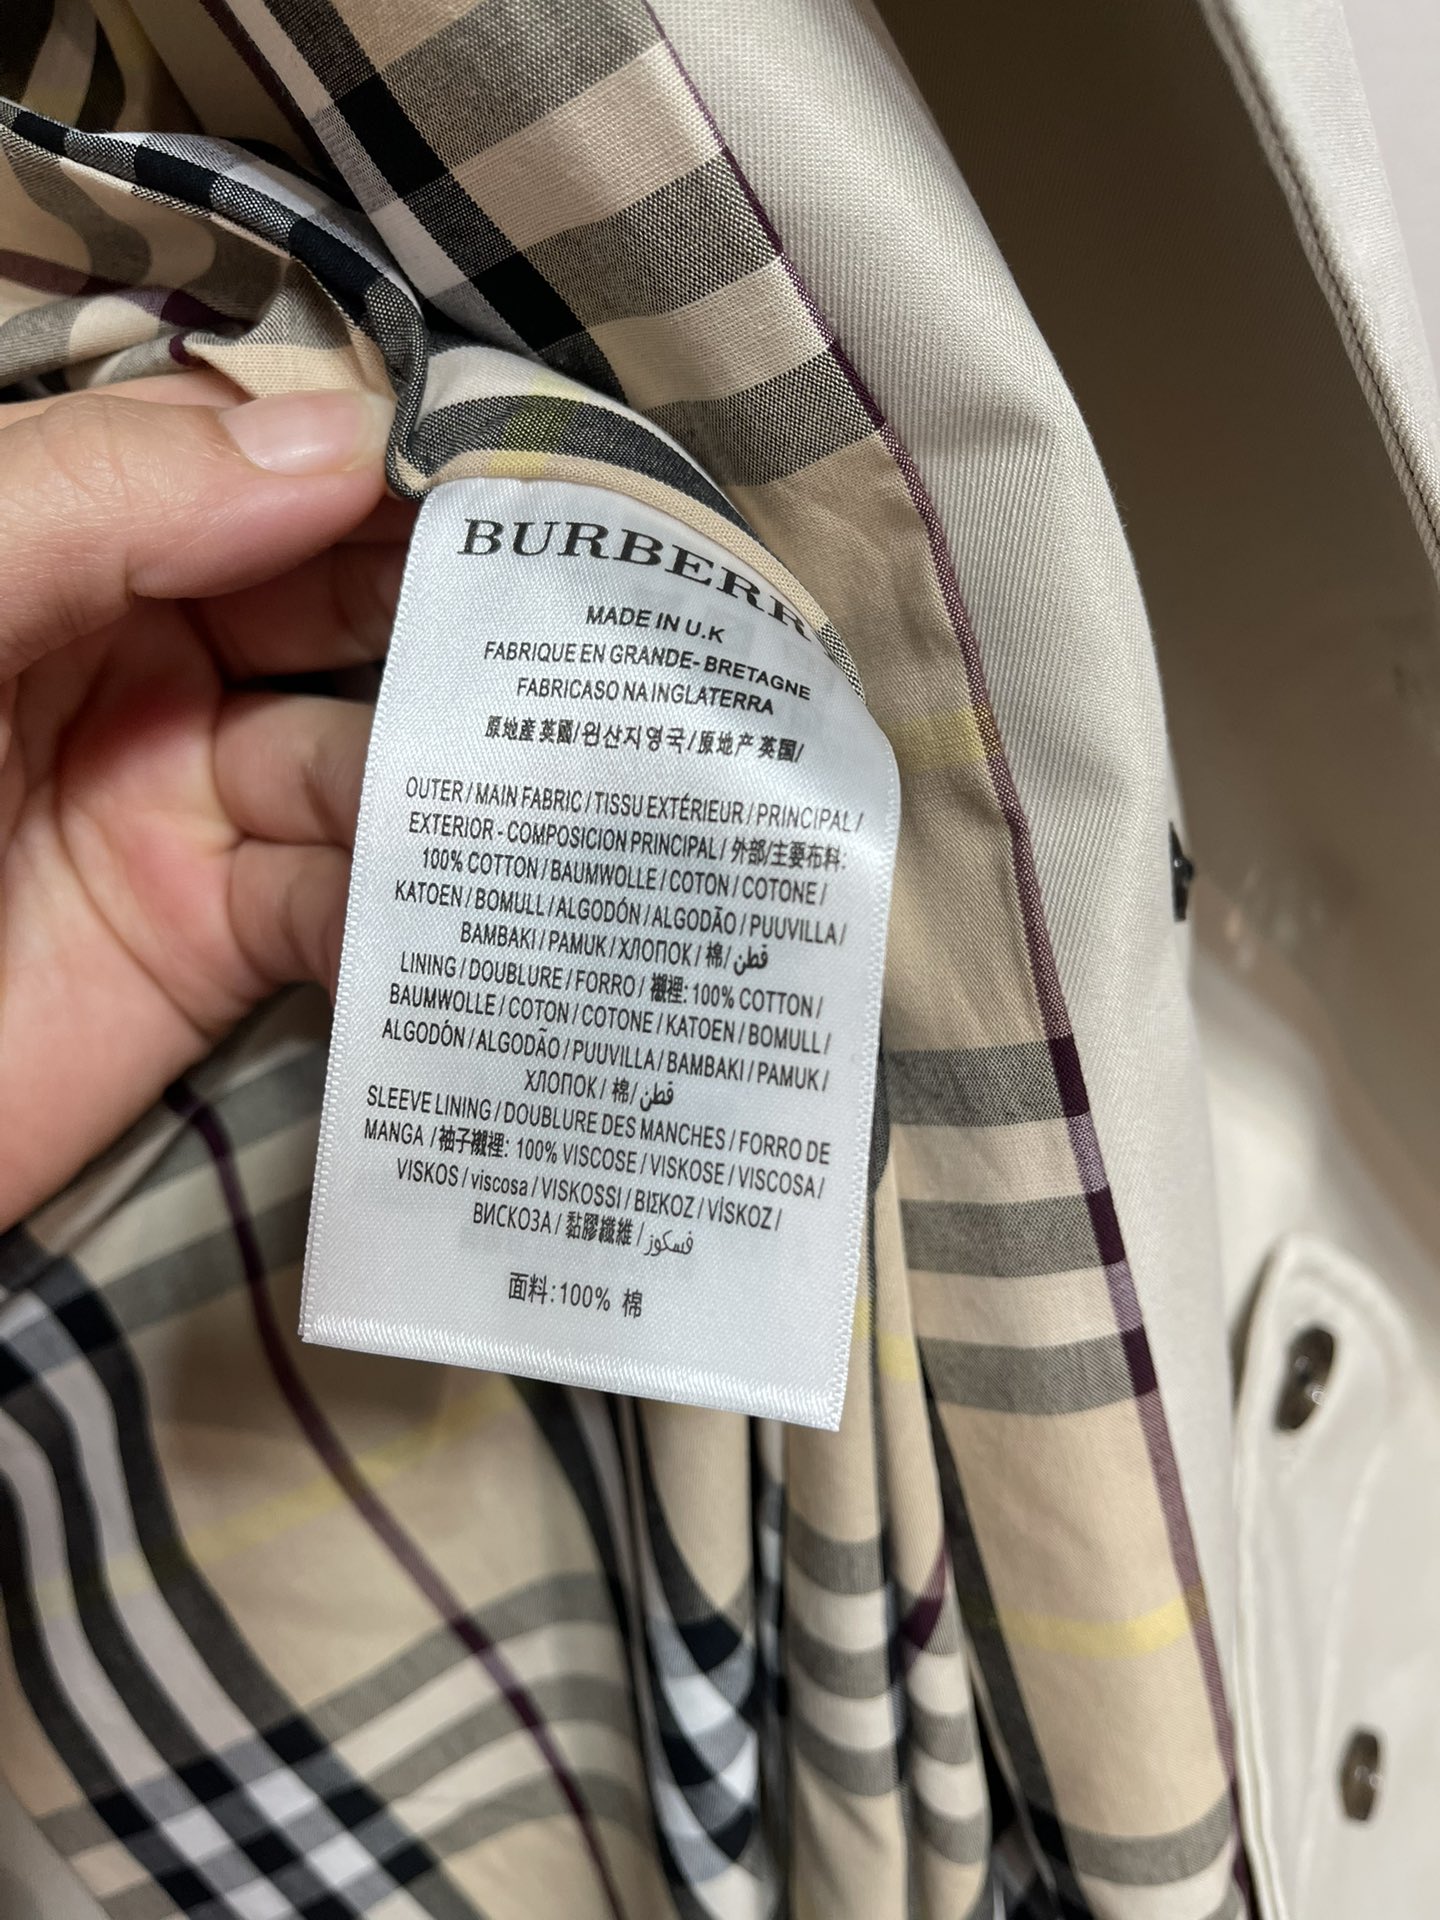 BURBERR
MADE IN U.K
FABRIQUE EN GRANDE- BRETAGNE
FABRICASO NA INGLATERRA
原地產英國/원산지영국/原地产英国/
OUTER / MAIN FABRIC / TISSU EXTÉRIEUR / PRINCIPAL /
EXTERIOR - COMPOSICION PRINCIPAL / 外部/主要布料:
100% COTTON / BAUMWOLLE / COTON / COTONE /
KATOEN / BOMULL / ALGODÓN / ALGODÃO / PUUVILLA /
BAMBAKI / PAMUK / ХЛОПОК / 棉/ قطن
LINING / DOUBLURE / FORRO / 襯裡: 100% COTTON /
BAUMWOLLE / COTON / COTONE / KATOEN / BOMULL /
ALGODÓN / ALGODÃO / PUUVILLA / BAMBAKI / PAMUK /
ХЛОПОК / 棉/ قطن
SLEEVE LINING / DOUBLURE DES MANCHES / FORRO DE
MANGA / 袖子襯裡: 100% VISCOSE / VISKOSE / VISCOSA /
VISKOS / viscosa / VISKOSSI / ΒΙΣΚΟΖ / VİSKOZ /
ВИСКОЗА / 黏膠纖維 / فسكوز
面料:100% 棉